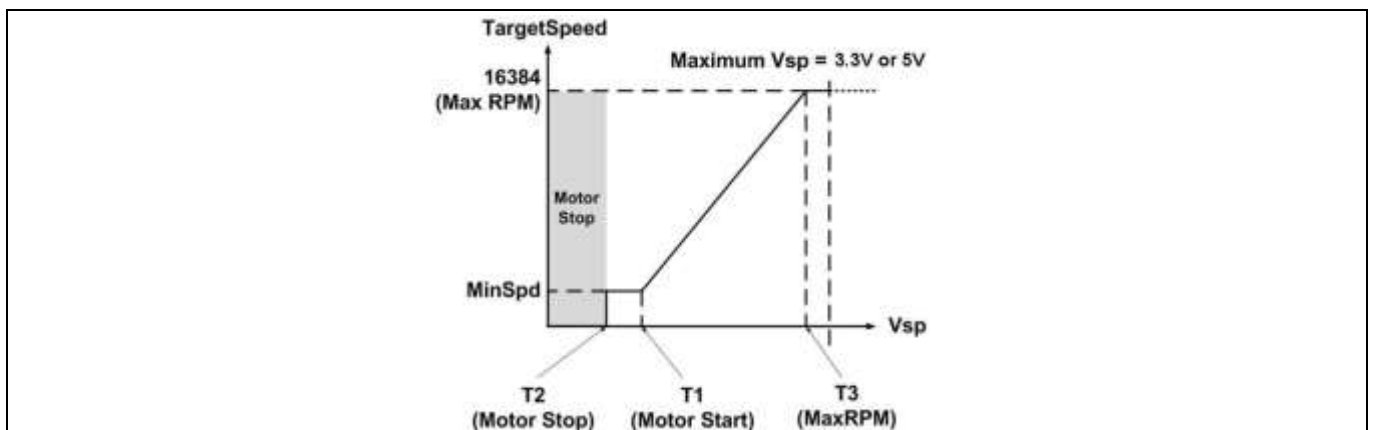 TargetSpeed
Maximum Vsp = 3.3V or 5V
16384
(Max RPM)
Motor
Stop
MinSpd
Vsp
T2
(Motor Stop)
T1
(Motor Start)
T3
(MaxRPM)